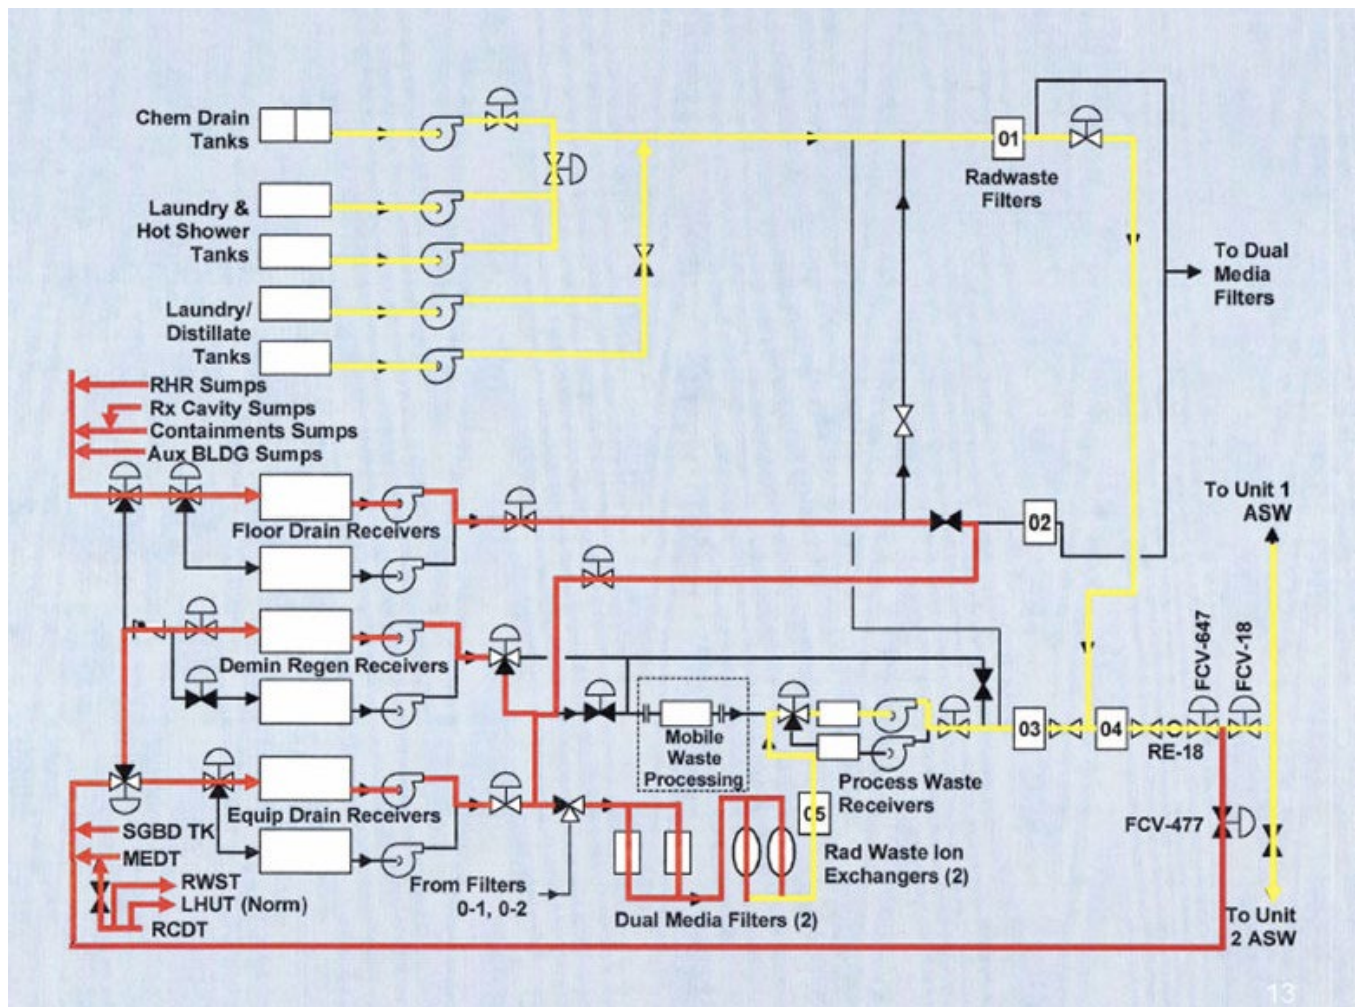 Chem Drain
Tanks
01
Radwaste
Filters
Laundry &
Hot Shower
Tanks
To Dual
Media
Filters
Laundry/
Distillate
Tanks
RHR Sumps
Rx Cavity Sumps
Containments Sumps
Aux BLDG Sumps
Floor Drain Receivers
02
To Unit 1
ASW
FCV-647
FCV-18
Demin Regen Receivers
Mobile
Waste
Processing
03
04
RE-18
Process Waste
Receivers
Equip Drain Receivers
05
FCV-477
SGBD TK
MEDT
RWST
LHUT (Norm)
RCDT
From Filters
0-1, 0-2
Rad Waste Ion
Exchangers (2)
Dual Media Filters (2)
To Unit
2 ASW
13